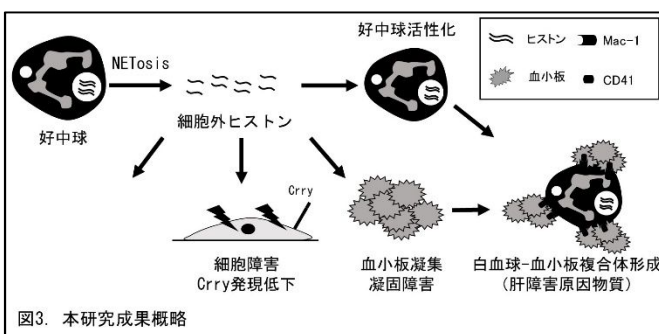 NETosis
好中球
細胞外ヒストン
好中球活性化
ヒストン
Mac-1
血小板
CD41
Crry
細胞障害
Crry発現低下
血小板凝集
凝固障害
白血球-血小板複合体形成
(肝障害原因物質)
図3. 本研究成果概略